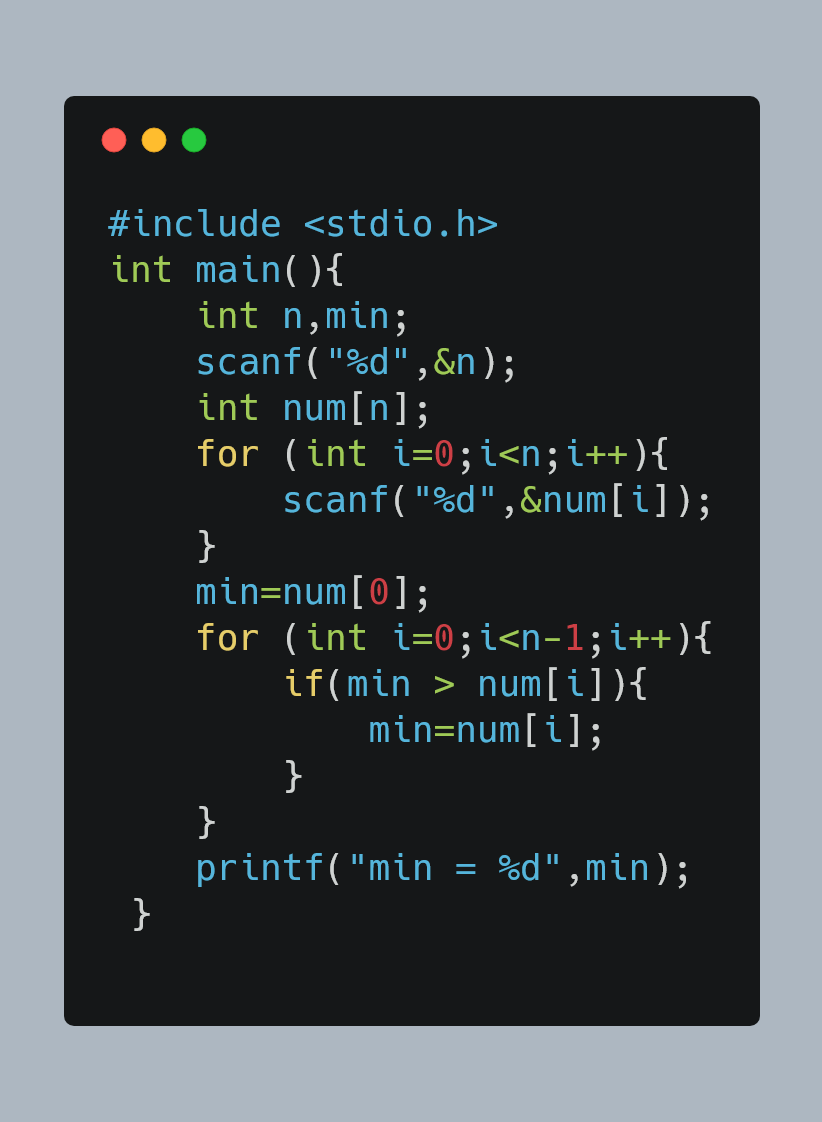 #include <stdio.h>
int main(){
    int n,min;
    scanf("%d",&n);
    int num[n];
    for (int i=0;i<n;i++){
        scanf("%d",&num[i]);
    }
    min=num[0];
    for (int i=0;i<n-1;i++){
        if(min > num[i]){
            min=num[i];
        }
    }
    printf("min = %d",min);
 }